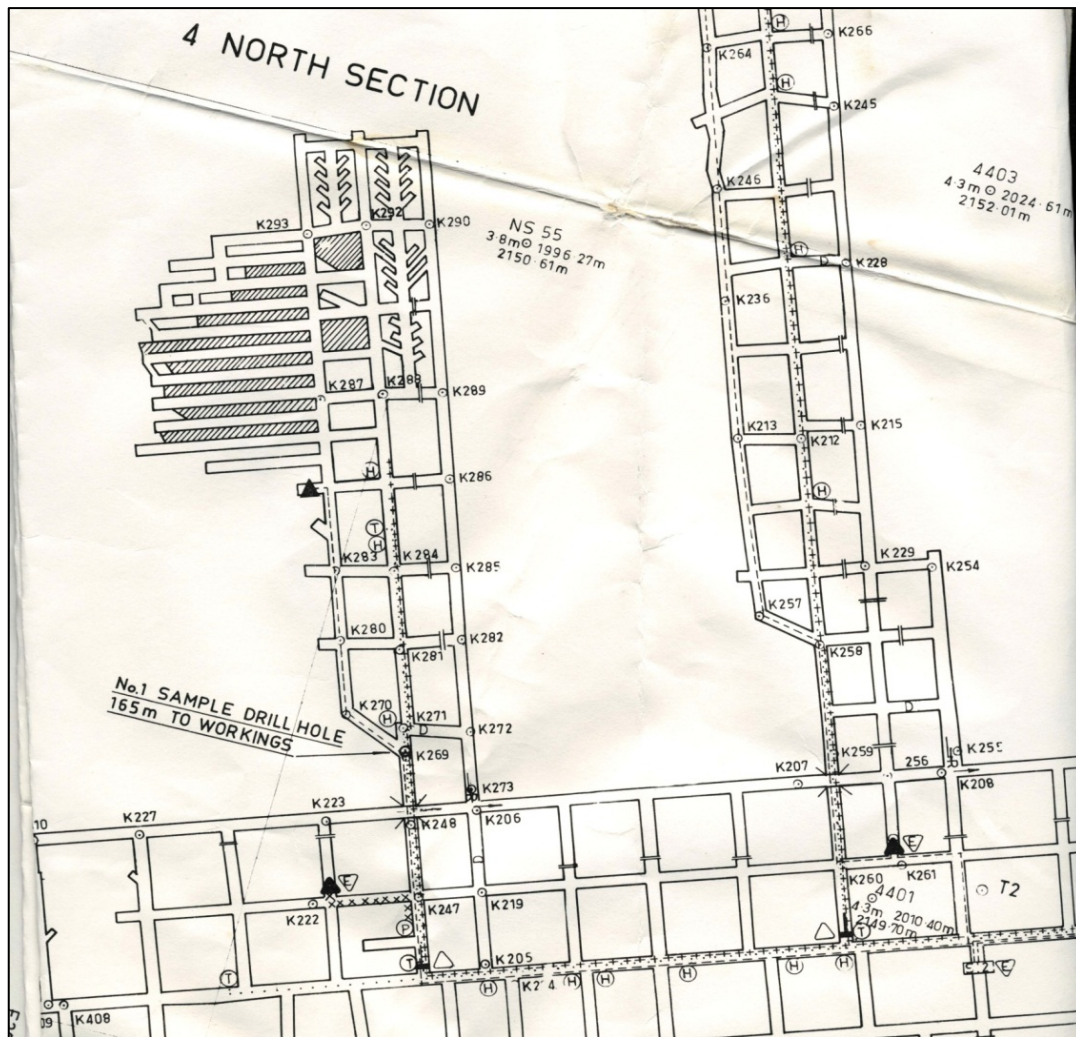 4 NORTH SECTION
K266
K264
K245
K246
4403
4·3m 2024·61m
2152·01m
K293
K292
K290
NS 55
3·8m 1996·27m
2150·61m
H
H
H
D
K228
K236
K287
K288
K289
K213
K212
K215
K286
H
H
T
H
K283
K284
K285
K229
K254
K257
K280
K281
K282
K258
No.1 SAMPLE DRILL HOLE
165m TO WORKINGS
K270
H
K271
D
K272
D
K269
K259
K255
K273
K207
256
K208
10
K227
K223
K248
K206
D
E
E
K222
K247
K219
K260
K261
4401
4·3m 2010·40m
2149·70m
T2
P
T
T
T
K205
H
H
H
H
H
H
E
09
K408